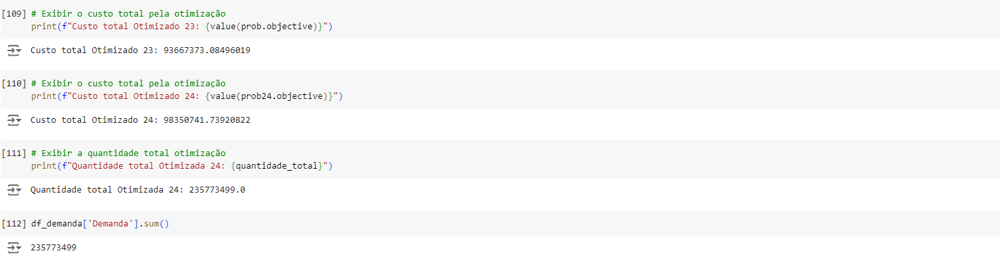 [109] # Exibir o custo total pela otimização
print(f"Custo total Otimizado 23: {value(prob.objective)}")
Custo total Otimizado 23: 93667373.08496019
[110] # Exibir o custo total pela otimização
print(f"Custo total Otimizado 24: {value(prob24.objective)}")
Custo total Otimizado 24: 98350741.73920822
[111] # Exibir a quantidade total otimização
print(f"Quantidade total Otimizada 24: {quantidade_total}")
Quantidade total Otimizada 24: 235773499.0
[112] df_demanda['Demanda'].sum()
235773499